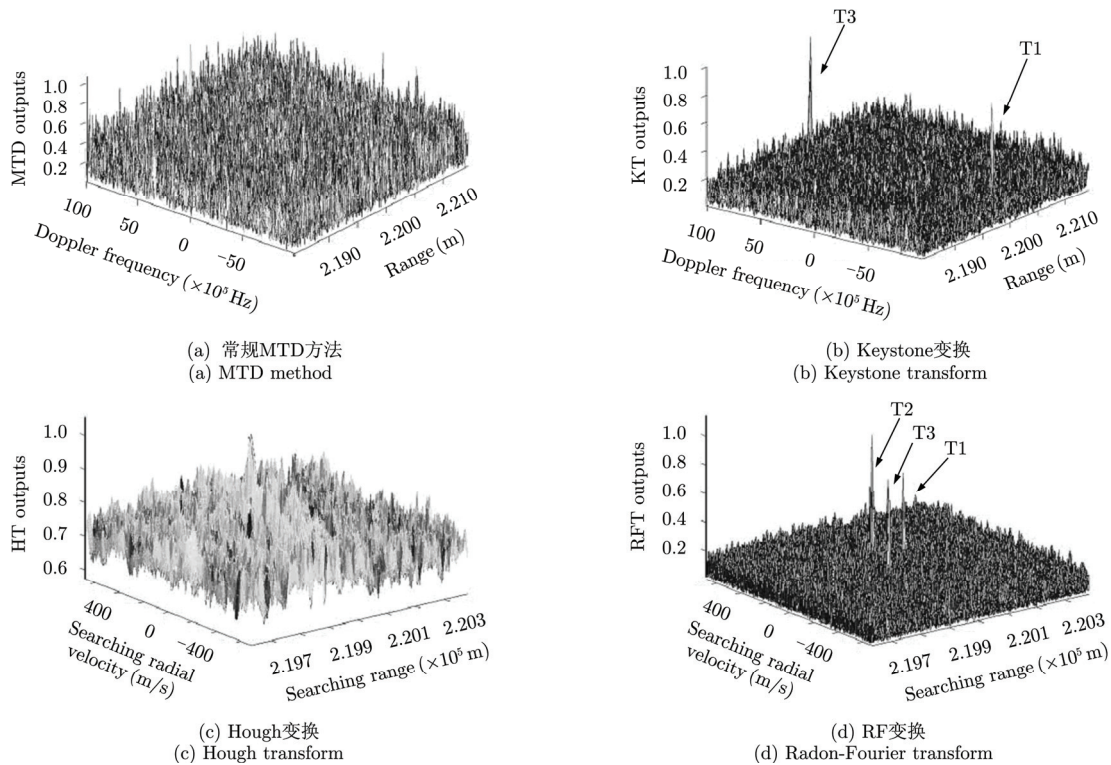 MTD outputs
1.0
0.8
0.6
0.4
0.2
100
50
0
−50
Doppler frequency (×10⁵ Hz)
2.190
2.200
2.210
Range (m)
(a) 常规MTD方法
(a) MTD method
T3
T1
KT outputs
1.0
0.8
0.6
0.4
0.2
100
50
0
−50
Doppler frequency (×10⁵ Hz)
2.190
2.200
2.210
Range (m)
(b) Keystone变换
(b) Keystone transform
HT outputs
1.0
0.9
0.8
0.7
0.6
400
0
−400
Searching radial
velocity (m/s)
2.197
2.199
2.201
2.203
Searching range (×10⁵ m)
(c) Hough变换
(c) Hough transform
T2
T3
T1
RFT outputs
1.0
0.8
0.6
0.4
0.2
400
0
−400
Searching radial
velocity (m/s)
2.197
2.199
2.201
2.203
Searching range (×10⁵ m)
(d) RF变换
(d) Radon-Fourier transform